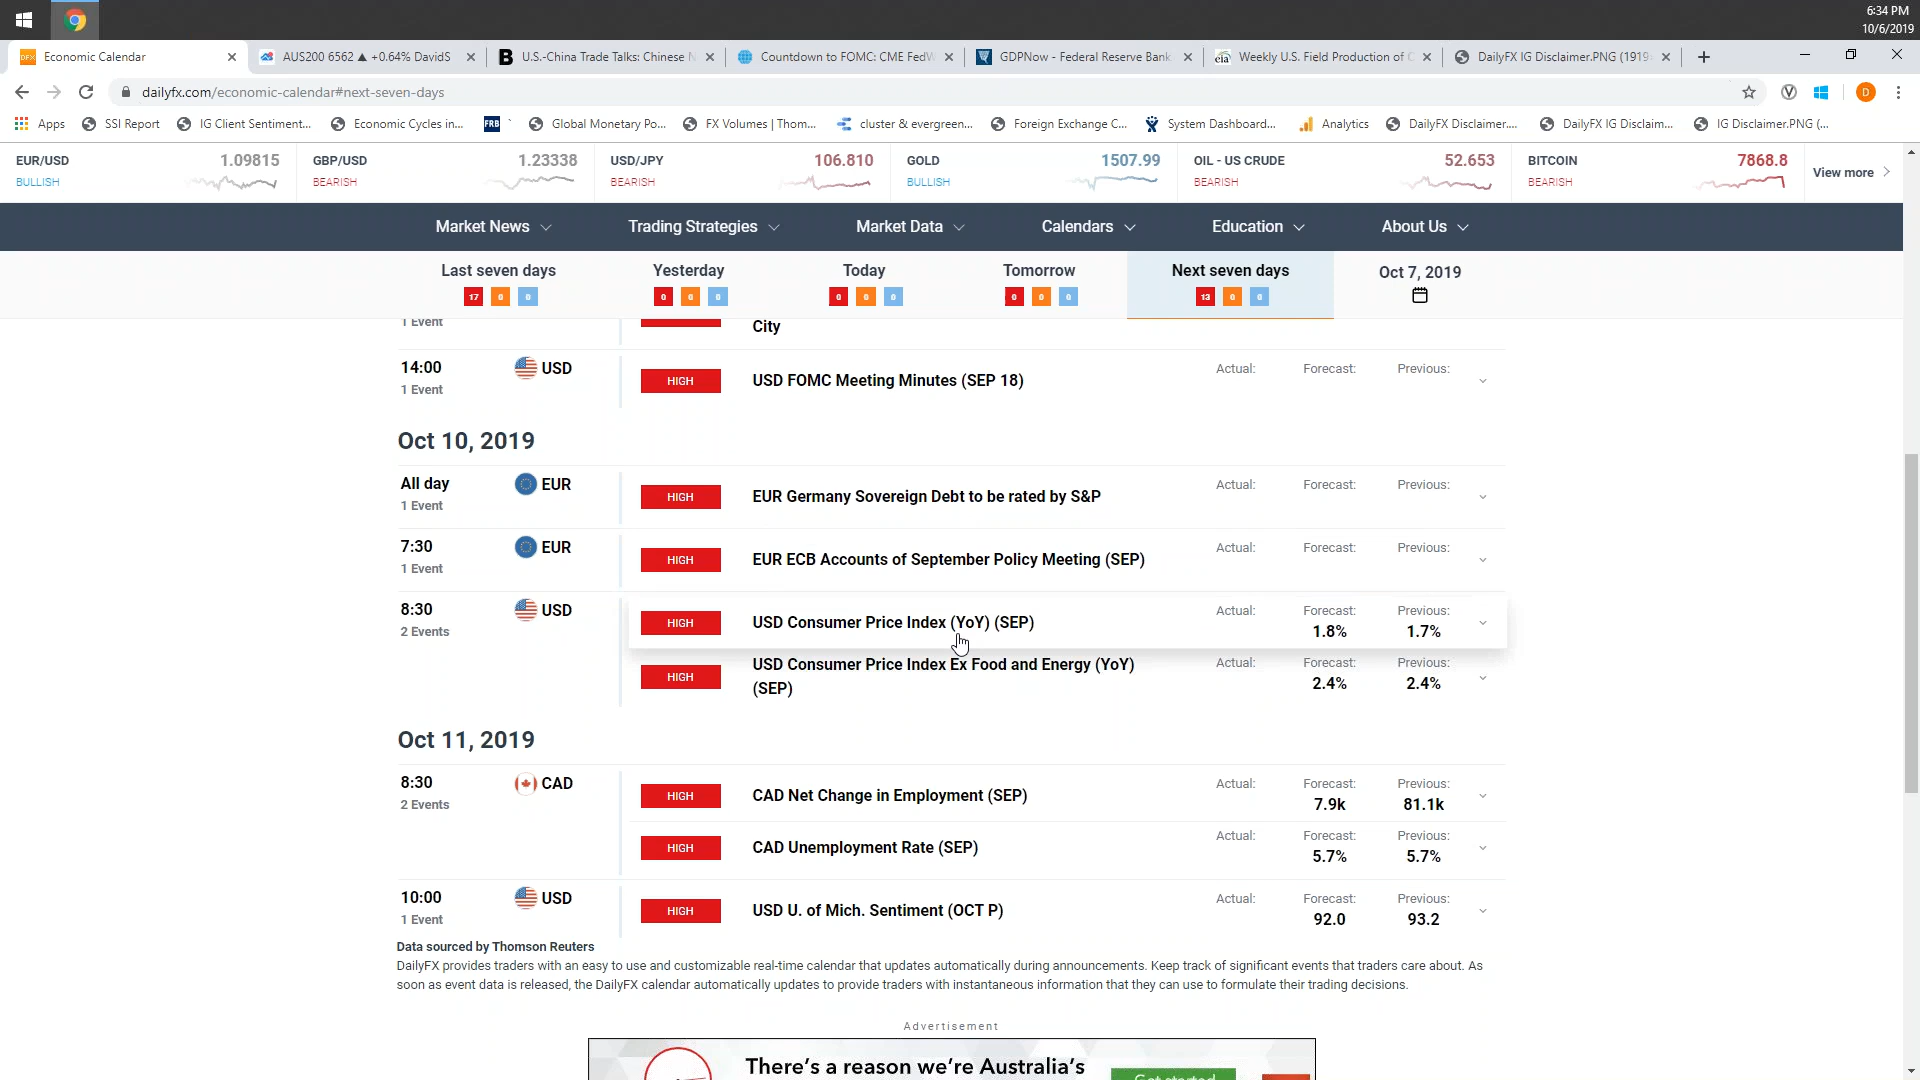 6:34 PM
10/6/2019
DFX Economic Calendar
AUS200 6562 ▲ +0.64% DavidS
B U.S.-China Trade Talks: Chinese N
Countdown to FOMC: CME FedW
GDPNow - Federal Reserve Bank
eia Weekly U.S. Field Production of C
DailyFX IG Disclaimer.PNG (1919×
dailyfx.com/economic-calendar#next-seven-days
D
Apps SSI Report IG Client Sentiment... Economic Cycles in... FRB Global Monetary Po... FX Volumes | Thom... cluster & evergreen... Foreign Exchange C... System Dashboard... Analytics DailyFX Disclaimer.... DailyFX IG Disclaim... IG Disclaimer.PNG (...
EUR/USD 1.09815 GBP/USD 1.23338 USD/JPY 106.810 GOLD 1507.99 OIL - US CRUDE 52.653 BITCOIN 7868.8 View more
BULLISH BEARISH BEARISH BULLISH BEARISH BEARISH
Market News Trading Strategies Market Data Calendars Education About Us
Last seven days Yesterday Today Tomorrow Next seven days Oct 7, 2019
17 0 0 0 0 0 0 0 0 0 0 0 13 0 0
1 Event City
14:00 USD HIGH USD FOMC Meeting Minutes (SEP 18) Actual: Forecast: Previous:
1 Event
Oct 10, 2019
All day EUR HIGH EUR Germany Sovereign Debt to be rated by S&P Actual: Forecast: Previous:
1 Event
7:30 EUR HIGH EUR ECB Accounts of September Policy Meeting (SEP) Actual: Forecast: Previous:
1 Event
8:30 USD HIGH USD Consumer Price Index (YoY) (SEP) Actual: Forecast: Previous:
2 Events 1.8% 1.7%
HIGH USD Consumer Price Index Ex Food and Energy (YoY) Actual: Forecast: Previous:
(SEP) 2.4% 2.4%
Oct 11, 2019
8:30 CAD HIGH CAD Net Change in Employment (SEP) Actual: Forecast: Previous:
2 Events 7.9k 81.1k
HIGH CAD Unemployment Rate (SEP) Actual: Forecast: Previous:
5.7% 5.7%
10:00 USD HIGH USD U. of Mich. Sentiment (OCT P) Actual: Forecast: Previous:
1 Event 92.0 93.2
Data sourced by Thomson Reuters
DailyFX provides traders with an easy to use and customizable real-time calendar that updates automatically during announcements. Keep track of significant events that traders care about. As
soon as event data is released, the DailyFX calendar automatically updates to provide traders with instantaneous information that they can use to formulate their trading decisions.
Advertisement
There's a reason we're Australia's
Get started